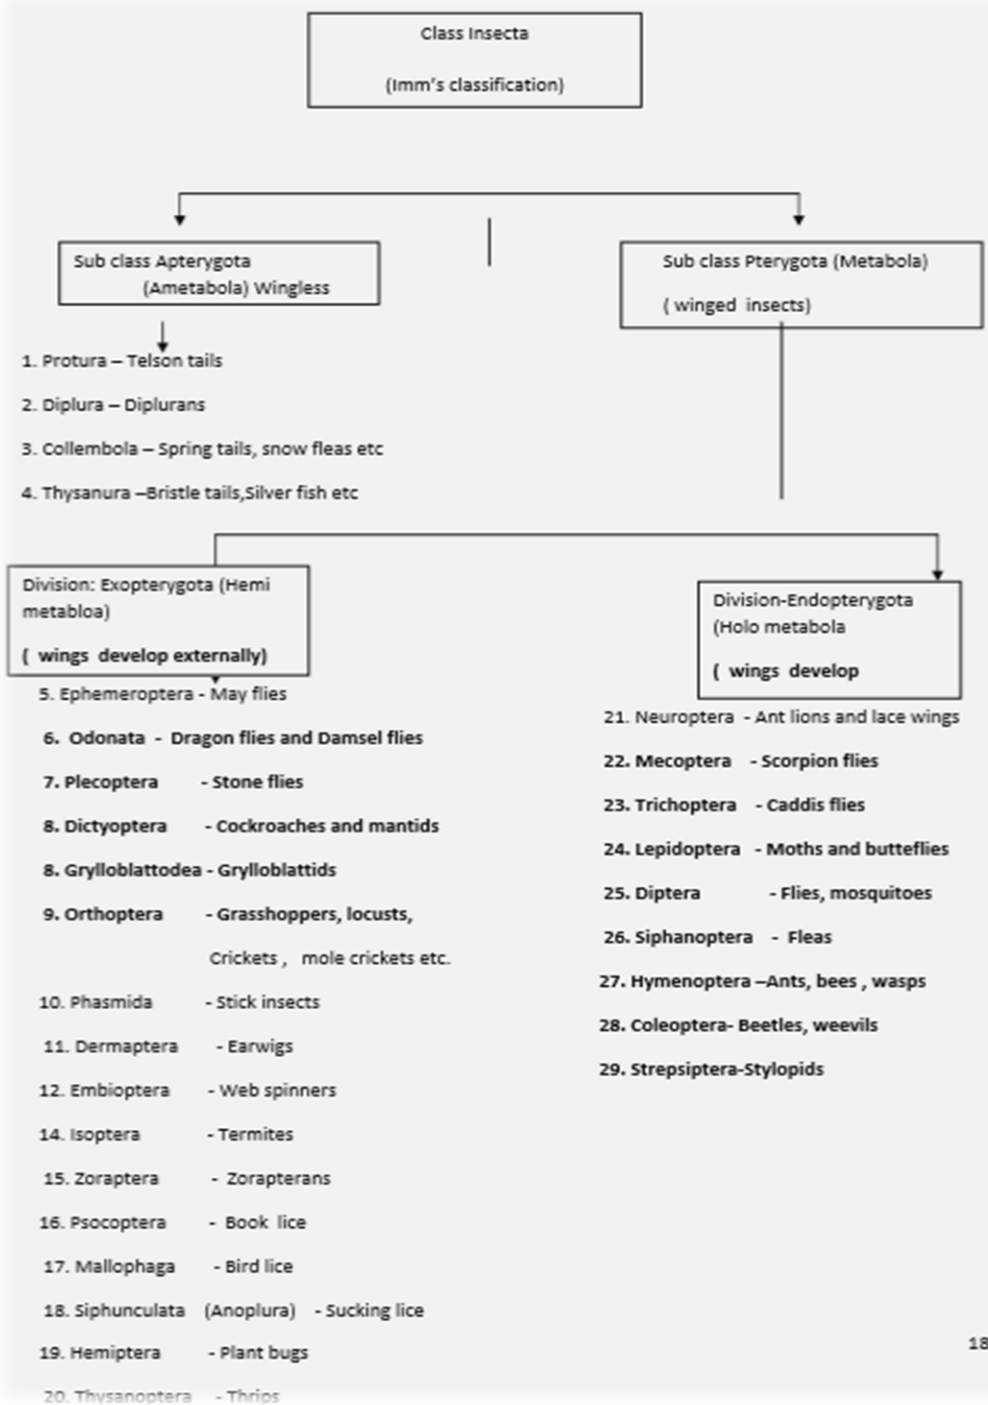 Class Insecta
(Imm's classification)
Sub class Apterygota
(Ametabola) Wingless
Sub class Pterygota (Metabola)
( winged insects)
1. Protura – Telson tails
2. Diplura – Diplurans
3. Collembola – Spring tails, snow fleas etc
4. Thysanura –Bristle tails,Silver fish etc
Division: Exopterygota (Hemi
metabloa)
( wings develop externally)
5. Ephemeroptera - May flies
6. Odonata - Dragon flies and Damsel flies
7. Plecoptera - Stone flies
8. Dictyoptera - Cockroaches and mantids
8. Grylloblattodea - Grylloblattids
9. Orthoptera - Grasshoppers, locusts,
Crickets , mole crickets etc.
10. Phasmida - Stick insects
11. Dermaptera - Earwigs
12. Embioptera - Web spinners
14. Isoptera - Termites
15. Zoraptera - Zorapterans
16. Psocoptera - Book lice
17. Mallophaga - Bird lice
18. Siphunculata (Anoplura) - Sucking lice
19. Hemiptera - Plant bugs
20. Thysanoptera - Thrips
Division-Endopterygota
(Holo metabola
( wings develop
21. Neuroptera - Ant lions and lace wings
22. Mecoptera - Scorpion flies
23. Trichoptera - Caddis flies
24. Lepidoptera - Moths and butteflies
25. Diptera - Flies, mosquitoes
26. Siphanoptera - Fleas
27. Hymenoptera –Ants, bees , wasps
28. Coleoptera- Beetles, weevils
29. Strepsiptera-Stylopids
18